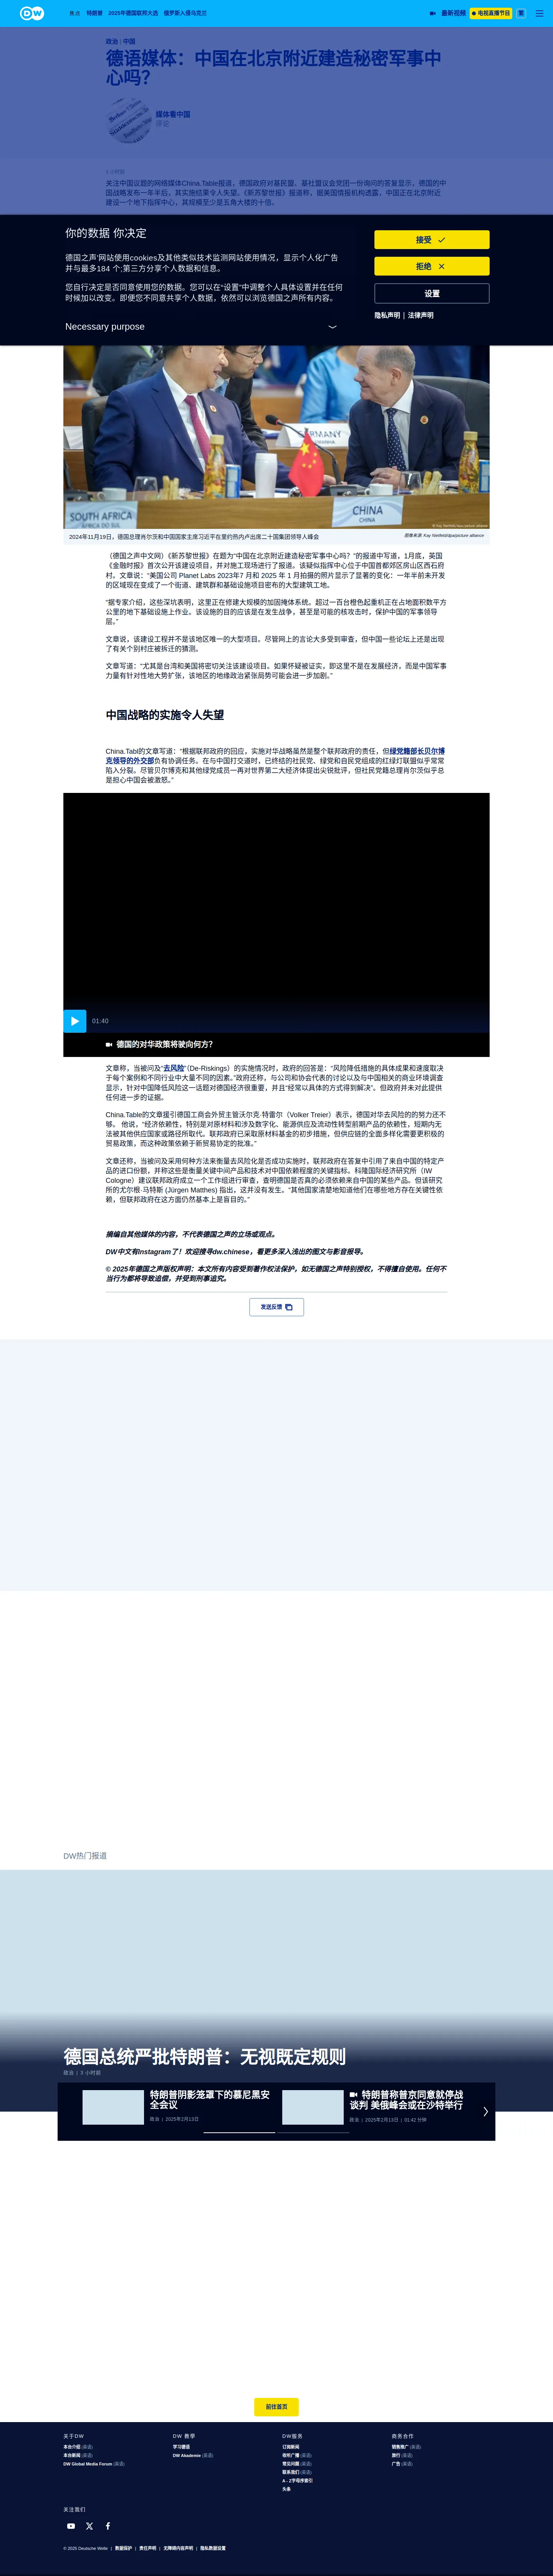 DW
焦点 特朗普 2025年德国联邦大选 俄罗斯入侵乌克兰
最新视频 电视直播节目 繁
政治 | 中国
德语媒体：中国在北京附近建造秘密军事中
心吗？
媒体看中国
评论
关注中国议题的网络媒体China.Table报道，德国政府对基民盟、基社盟议会党团一份询问的答复显示，德国的中
国战略发布一年半后，其实施结果令人失望。《新苏黎世报》报道称，据美国情报机构透露，中国正在北京附近
建设一个地下指挥中心，其规模至少是五角大楼的十倍。
你的数据 你决定
德国之声'网站使用cookies及其他类似技术监测网站使用情况，显示个人化广告
并与最多184 个;第三方分享个人数据和信息。
您自行决定是否同意使用您的数据。您可以在"设置"中调整个人具体设置并在任何
时候加以改变。即便您不同意共享个人数据，依然可以浏览德国之声所有内容。
Necessary purpose
接受
拒绝
设置
隐私声明 | 法律声明
GERMANY
SOUTH AFRICA
CHINA
2024年11月19日，德国总理肖尔茨和中国国家主席习近平在里约热内卢出席二十国集团领导人峰会
图像来源: Kay Nietfeld/dpa/picture alliance
（德国之声中文网）《新苏黎世报》在题为"中国在北京附近建造秘密军事中心吗？"的报道中写道，1月底，英国
《金融时报》首次公开该建设项目，并对施工现场进行了报道。该疑似指挥中心位于中国首都郊区房山区西石府
村。文章说："美国公司 Planet Labs 2023年7 月和 2025 年 1 月拍摄的照片显示了显著的变化：一年半前未开发
的区域现在变成了一个街道、建筑群和基础设施项目密布的大型建筑工地。
"据专家介绍，这些深坑表明，这里正在修建大规模的加固掩体系统。超过一百台橙色起重机正在占地面积数平方
公里的地下基础设施上作业。该设施的目的应该是在发生战争，甚至是可能的核攻击时，保护中国的军事领导
层。"
文章说，该建设工程并不是该地区唯一的大型项目。尽管网上的言论大多受到审查，但中国一些论坛上还是出现
了有关个别村庄被拆迁的猜测。
文章写道："尤其是台湾和美国将密切关注该建设项目。如果怀疑被证实，即这里不是在发展经济，而是中国军事
力量有针对性地大势扩张，该地区的地缘政治紧张局势可能会进一步加剧。"
中国战略的实施令人失望
China.Tabl的文章写道："根据联邦政府的回应，实施对华战略虽然是整个联邦政府的责任，但绿党籍部长贝尔博
克领导的外交部负有协调任务。在与中国打交道时，已终结的社民党、绿党和自民党组成的红绿灯联盟似乎常常
陷入分裂。尽管贝尔博克和其他绿党成员一再对世界第二大经济体提出尖锐批评，但社民党籍总理肖尔茨似乎总
是担心中国会被激怒。"
01:40
德国的对华政策将驶向何方？
文章称，当被问及"去风险"（De-Riskings）的实施情况时，政府的回答是："风险降低措施的具体成果和速度取决
于每个案例和不同行业中大量不同的因素。"政府还称，与公司和协会代表的讨论以及与中国相关的商业环境调查
显示，针对中国降低风险这一话题对德国经济很重要，并且"经常以具体的方式得到解决"。但政府并未对此提供
任何进一步的证据。
China.Table的文章援引德国工商会外贸主管沃尔克·特雷尔（Volker Treier）表示，德国对华去风险的的努力还不
够。 他说，"经济依赖性，特别是对原材料和涉及数字化、能源供应及流动性转型前期产品的依赖性，短期内无
法被其他供应国家或路径所取代。联邦政府已采取原材料基金的初步措施，但供应链的全面多样化需要更积极的
贸易政策，而这种政策依赖于新贸易协定的批准。"
文章还称，当被问及采用何种方法来衡量去风险化是否成功实施时，联邦政府在答复中引用了来自中国的特定产
品的进口份额，并称这些是衡量关键中间产品和技术对中国依赖程度的关键指标。科隆国际经济研究所（IW
Cologne）建议联邦政府成立一个工作组进行审查，查明德国是否真的必须依赖来自中国的某些产品。但该研究
所的尤尔根·马特斯 (Jürgen Matthes) 指出，这并没有发生。"其他国家清楚地知道他们在哪些地方存在关键性依
赖，但联邦政府在这方面仍然基本上是盲目的。"
摘编自其他媒体的内容，不代表德国之声的立场或观点。
DW中文有Instagram了！欢迎搜寻dw.chinese，看更多深入浅出的图文与影音报导。
© 2025年德国之声版权声明：本文所有内容受到著作权法保护，如无德国之声特别授权，不得擅自使用。任何不
当行为都将导致追偿，并受到刑事追究。
发送反馈
DW热门报道
德国总统严批特朗普：无视既定规则
政治 | 3 小时前
特朗普阴影笼罩下的慕尼黑安
全会议
政治 | 2025年2月13日
特朗普称普京同意就停战
谈判 美俄峰会或在沙特举行
政治 | 2025年2月13日 | 01:42 分钟
前往首页
关于DW
本台介绍 (英语)
本台新闻 (英语)
DW Global Media Forum (英语)
DW 教學
学习德语
DW Akademie (英语)
DW服务
订阅新闻
收听广播 (英语)
常见问题 (英语)
联系我们 (英语)
A - Z字母序索引
头条
商务合作
销售推广 (英语)
旅行 (英语)
广告 (英语)
关注我们
© 2025 Deutsche Welle | 数据保护 | 责任声明 | 无障碍内容声明 | 隐私数据设置